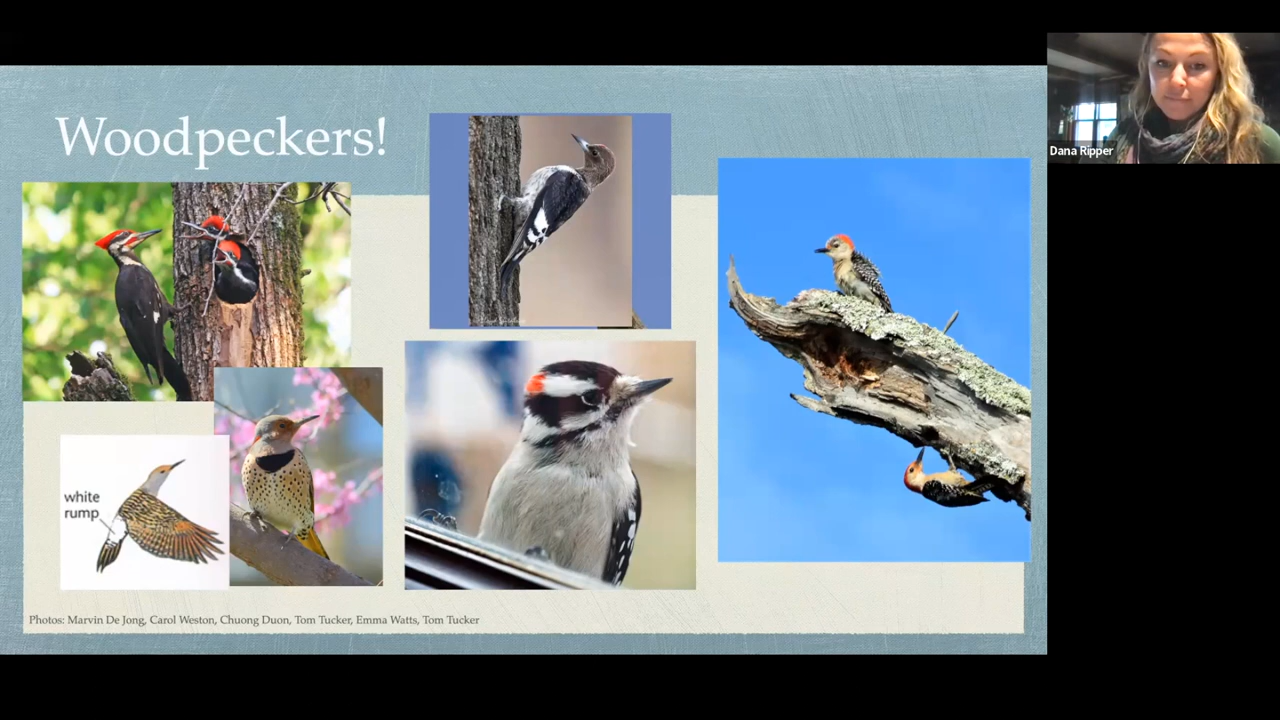 Woodpeckers!
Dana Ripper
white
rump
Photos: Marvin De Jong, Carol Weston, Chuong Duon, Tom Tucker, Emma Watts, Tom Tucker